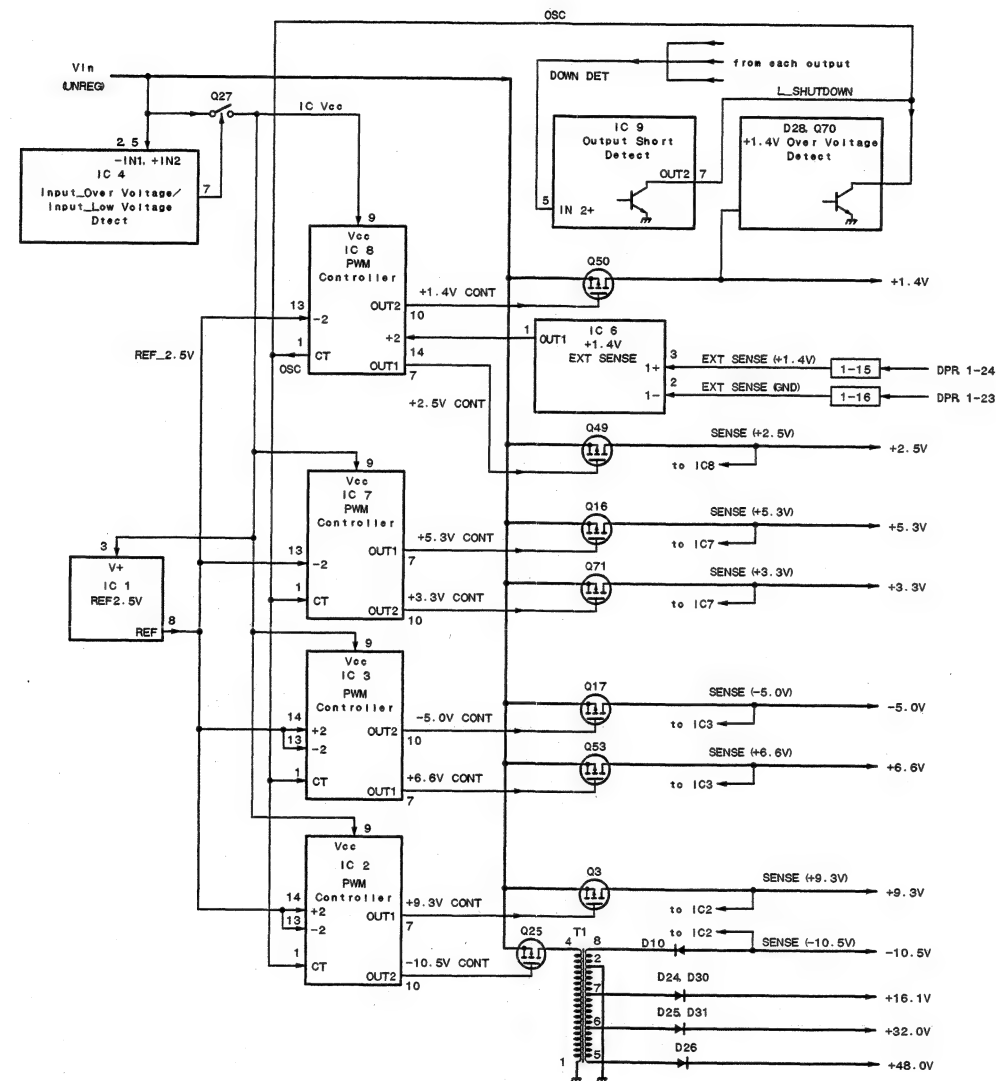 OSC
Vin
(UNREG)
Q27
IC Vcc
DOWN DET
from each output
L_SHUTDOWN
2, 5
-IN1, +IN2
IC 4
Input_Over Voltage/
Input_Low Voltage
Dtect
7
IC 9
Output Short
Detect
OUT2
7
5
IN 2+
D28, Q70
+1.4V Over Voltage
Detect
9
Vcc
IC 8
PWM
Controller
13
-2
OUT2
10
+1.4V CONT
Q50
+1.4V
+2
14
1
CT
OSC
OUT1
7
REF_2.5V
+2.5V CONT
1
OUT1
IC 6
+1.4V
EXT SENSE
1+
3
EXT SENSE (+1.4V)
1-15
DPR 1-24
1-
2
EXT SENSE (GND)
1-16
DPR 1-23
Q49
SENSE (+2.5V)
+2.5V
to IC8
9
Vcc
IC 7
PWM
Controller
13
-2
OUT1
7
+5.3V CONT
1
CT
OUT2
10
+3.3V CONT
Q16
SENSE (+5.3V)
+5.3V
to IC7
Q71
SENSE (+3.3V)
+3.3V
to IC7
3
V+
IC 1
REF2.5V
REF
8
9
Vcc
IC 3
PWM
Controller
14
+2
13
-2
OUT2
10
-5.0V CONT
1
CT
OUT1
7
+6.6V CONT
Q17
SENSE (-5.0V)
-5.0V
to IC3
Q53
SENSE (+6.6V)
+6.6V
to IC3
9
Vcc
IC 2
PWM
Controller
14
+2
13
-2
OUT1
7
+9.3V CONT
1
CT
OUT2
10
-10.5V CONT
Q3
SENSE (+9.3V)
+9.3V
to IC2
Q25
T1
4
8
D10
to IC2
SENSE (-10.5V)
-10.5V
2
7
D24, D30
+16.1V
6
D25, D31
+32.0V
1
5
D26
+48.0V